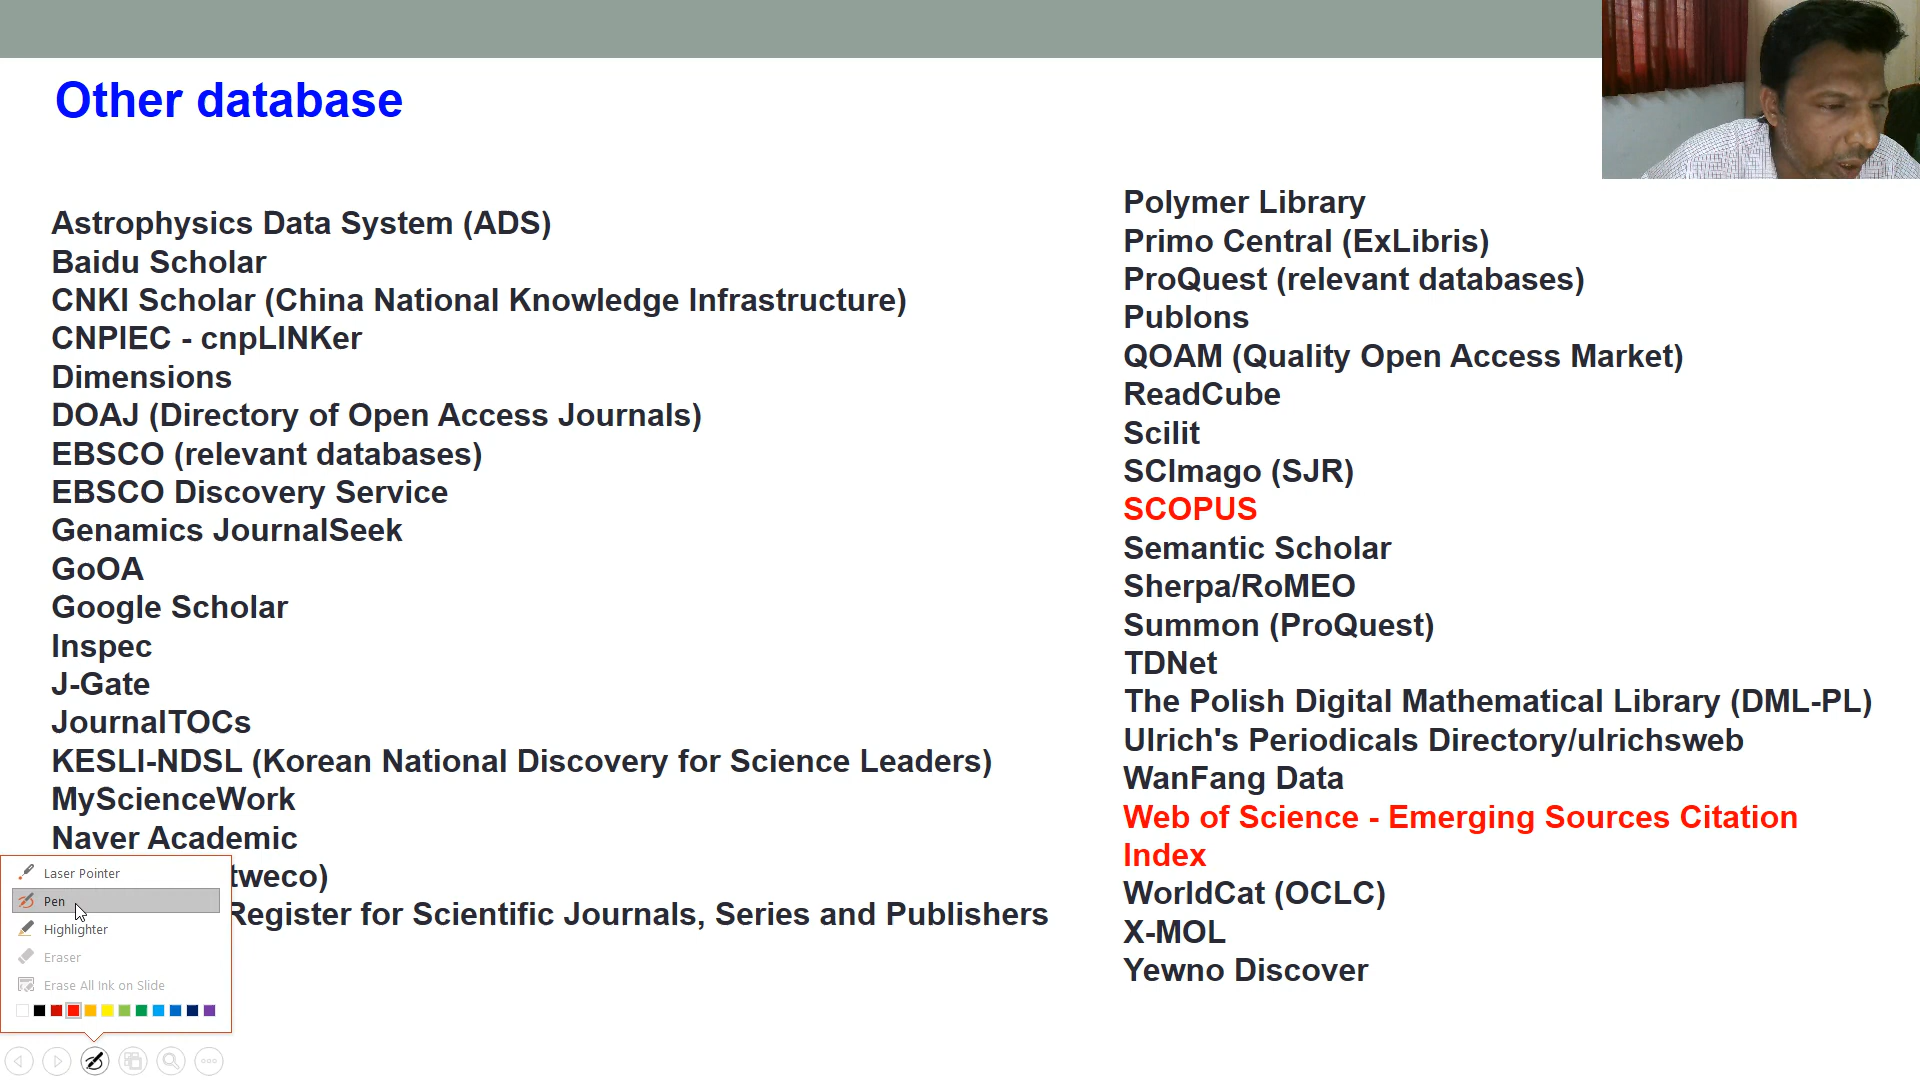 Other database
Astrophysics Data System (ADS)
Baidu Scholar
CNKI Scholar (China National Knowledge Infrastructure)
CNPIEC - cnpLINKer
Dimensions
DOAJ (Directory of Open Access Journals)
EBSCO (relevant databases)
EBSCO Discovery Service
Genamics JournalSeek
GoOA
Google Scholar
Inspec
J-Gate
JournalTOCs
KESLI-NDSL (Korean National Discovery for Science Leaders)
MyScienceWork
Naver Academic
tweco)
Register for Scientific Journals, Series and Publishers
Polymer Library
Primo Central (ExLibris)
ProQuest (relevant databases)
Publons
QOAM (Quality Open Access Market)
ReadCube
Scilit
SCImago (SJR)
SCOPUS
Semantic Scholar
Sherpa/RoMEO
Summon (ProQuest)
TDNet
The Polish Digital Mathematical Library (DML-PL)
Ulrich's Periodicals Directory/ulrichsweb
WanFang Data
Web of Science - Emerging Sources Citation
Index
WorldCat (OCLC)
X-MOL
Yewno Discover
Laser Pointer
Pen
Highlighter
Eraser
Erase All Ink on Slide